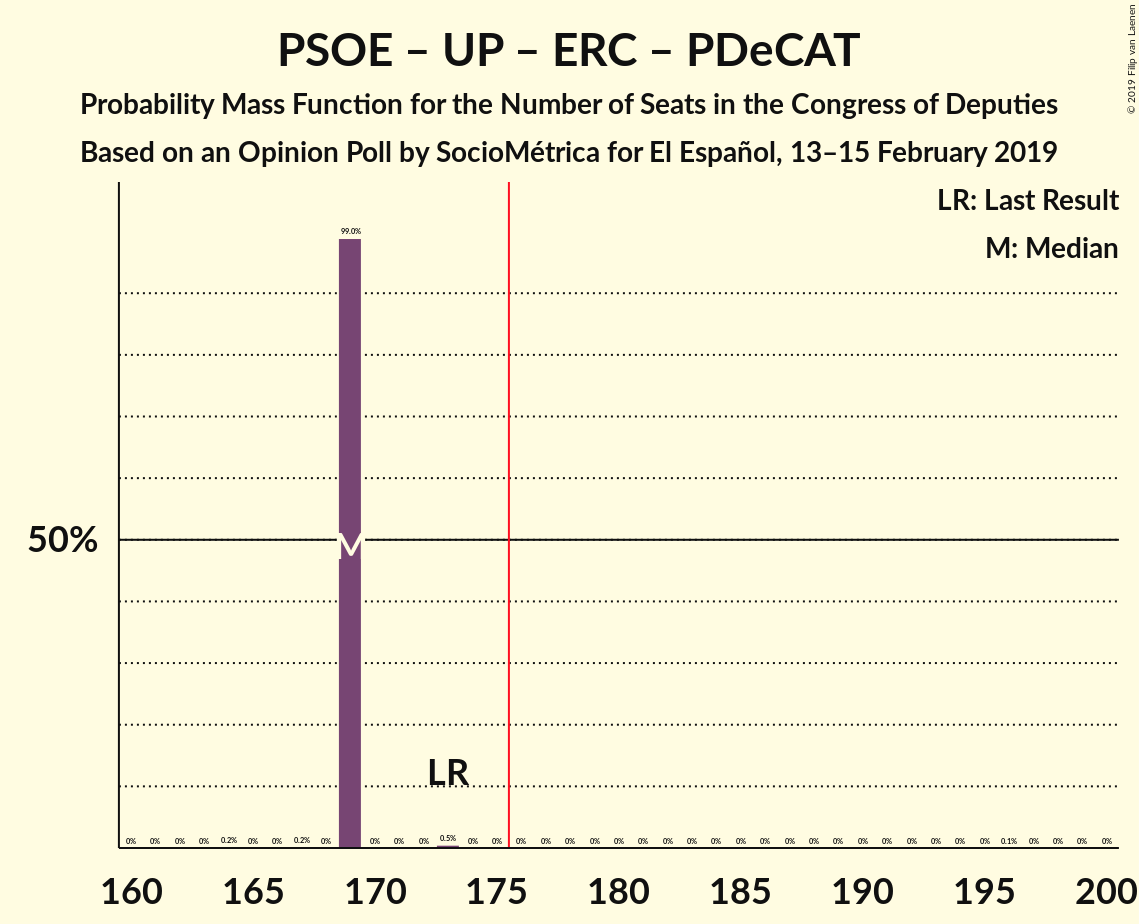 PSOE – UP – ERC – PDeCAT
Probability Mass Function for the Number of Seats in the Congress of Deputies
Based on an Opinion Poll by SocioMétrica for El Español, 13–15 February 2019
© 2019 Filip van Laenen
LR: Last Result
M: Median
99.0%
50%
M
LR
0% 0% 0% 0% 0.2% 0% 0% 0.2% 0% 0% 0% 0% 0.5% 0% 0% 0% 0% 0% 0% 0% 0% 0% 0% 0% 0% 0% 0% 0% 0% 0% 0% 0% 0% 0% 0% 0.1% 0% 0% 0% 0%
160 165 170 175 180 185 190 195 200